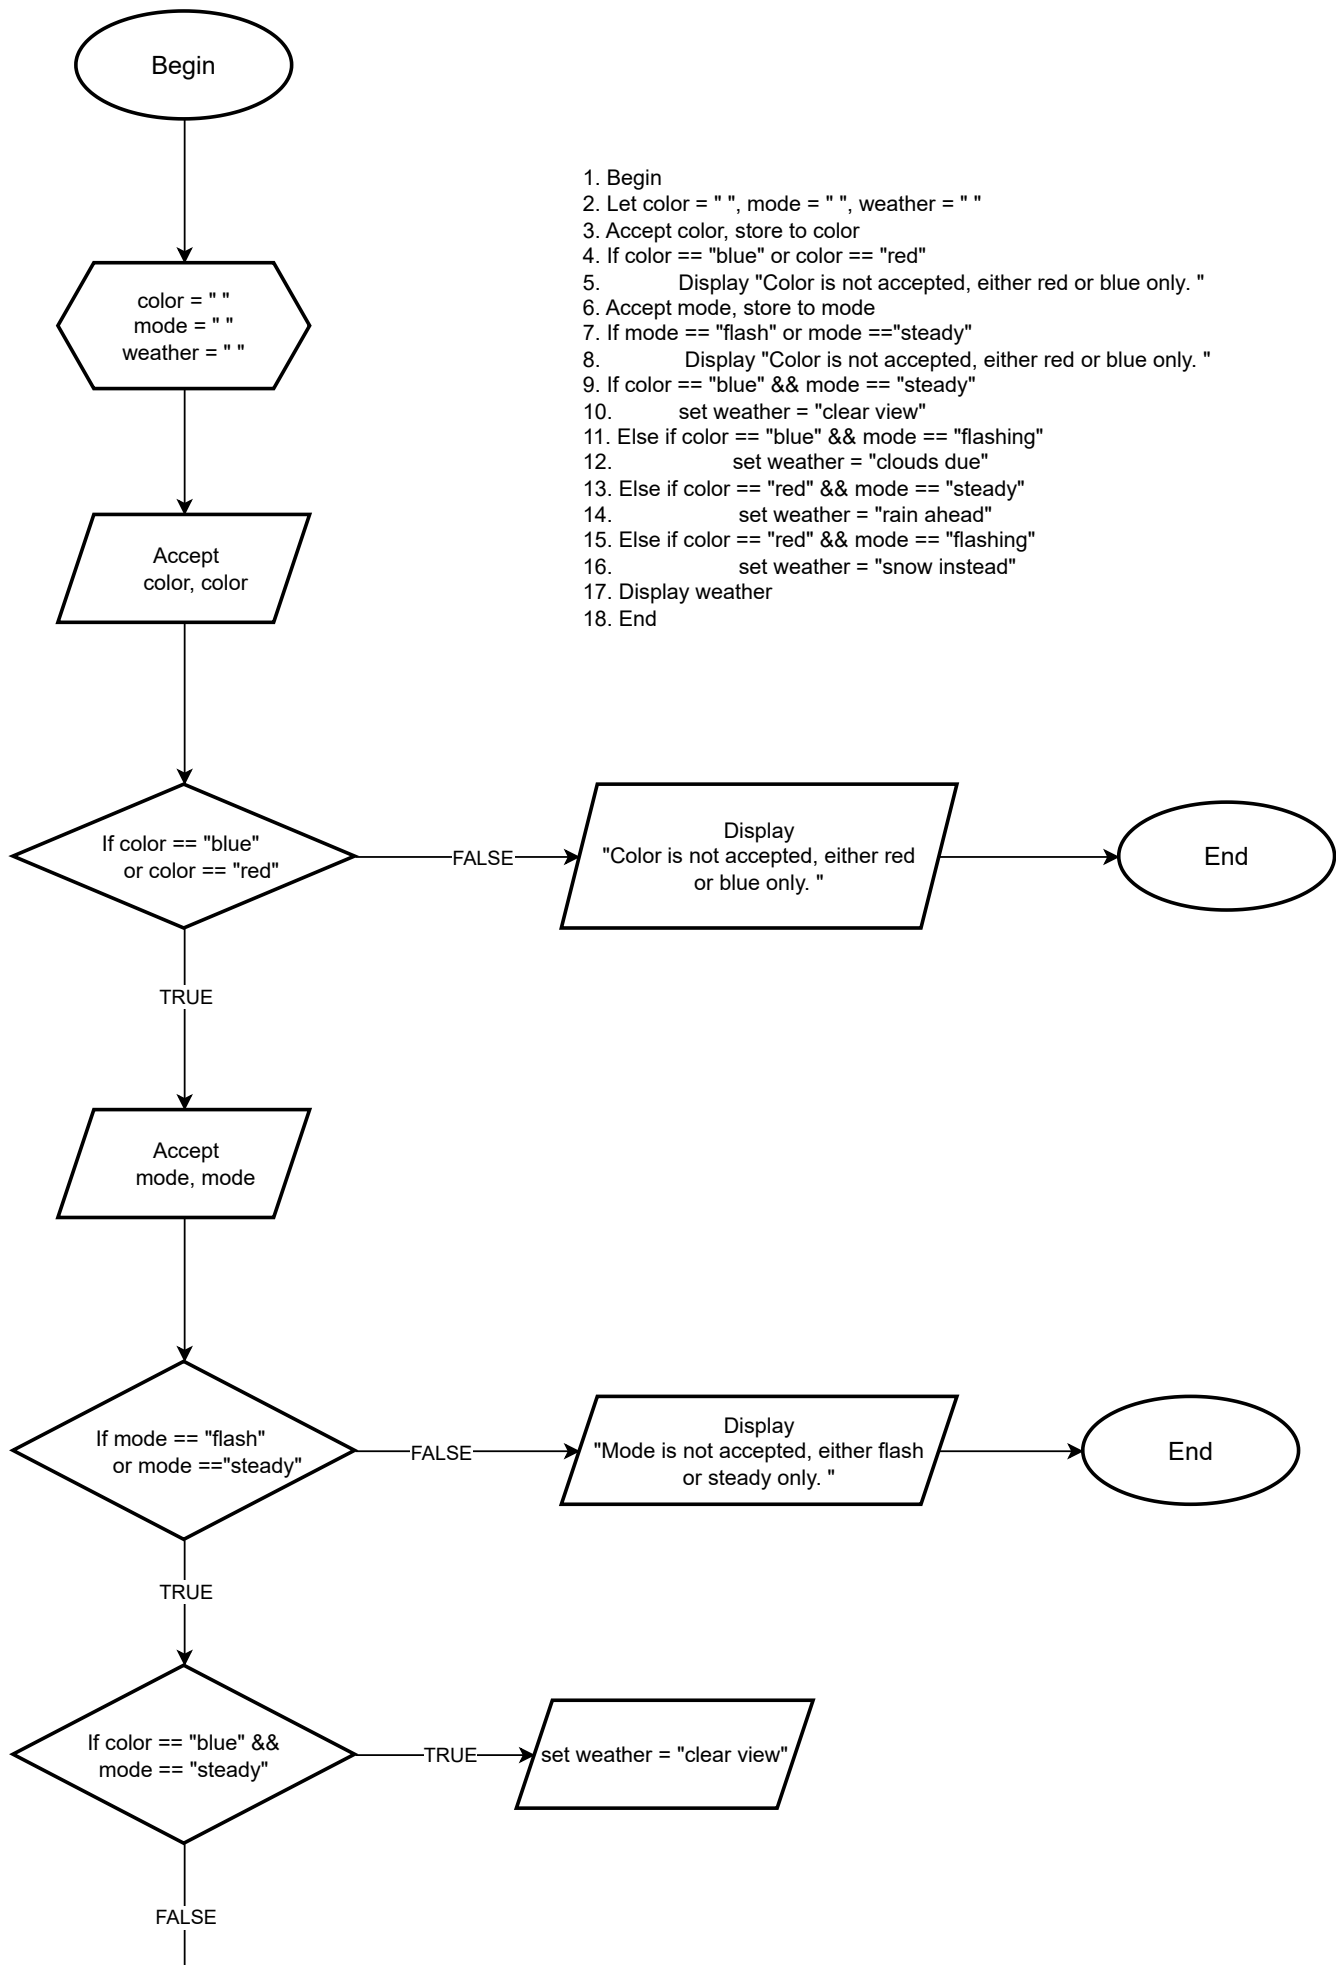 Begin
color = " "
mode = " "
weather = " "
Accept
color, color
1. Begin
2. Let color = " ", mode = " ", weather = " "
3. Accept color, store to color
4. If color == "blue" or color == "red"
5. Display "Color is not accepted, either red or blue only. "
6. Accept mode, store to mode
7. If mode == "flash" or mode =="steady"
8. Display "Color is not accepted, either red or blue only. "
9. If color == "blue" && mode == "steady"
10. set weather = "clear view"
11. Else if color == "blue" && mode == "flashing"
12. set weather = "clouds due"
13. Else if color == "red" && mode == "steady"
14. set weather = "rain ahead"
15. Else if color == "red" && mode == "flashing"
16. set weather = "snow instead"
17. Display weather
18. End
If color == "blue"
or color == "red"
FALSE
Display
"Color is not accepted, either red
or blue only. "
End
TRUE
Accept
mode, mode
If mode == "flash"
or mode =="steady"
FALSE
Display
"Mode is not accepted, either flash
or steady only. "
End
TRUE
If color == "blue" &&
mode == "steady"
TRUE
set weather = "clear view"
FALSE